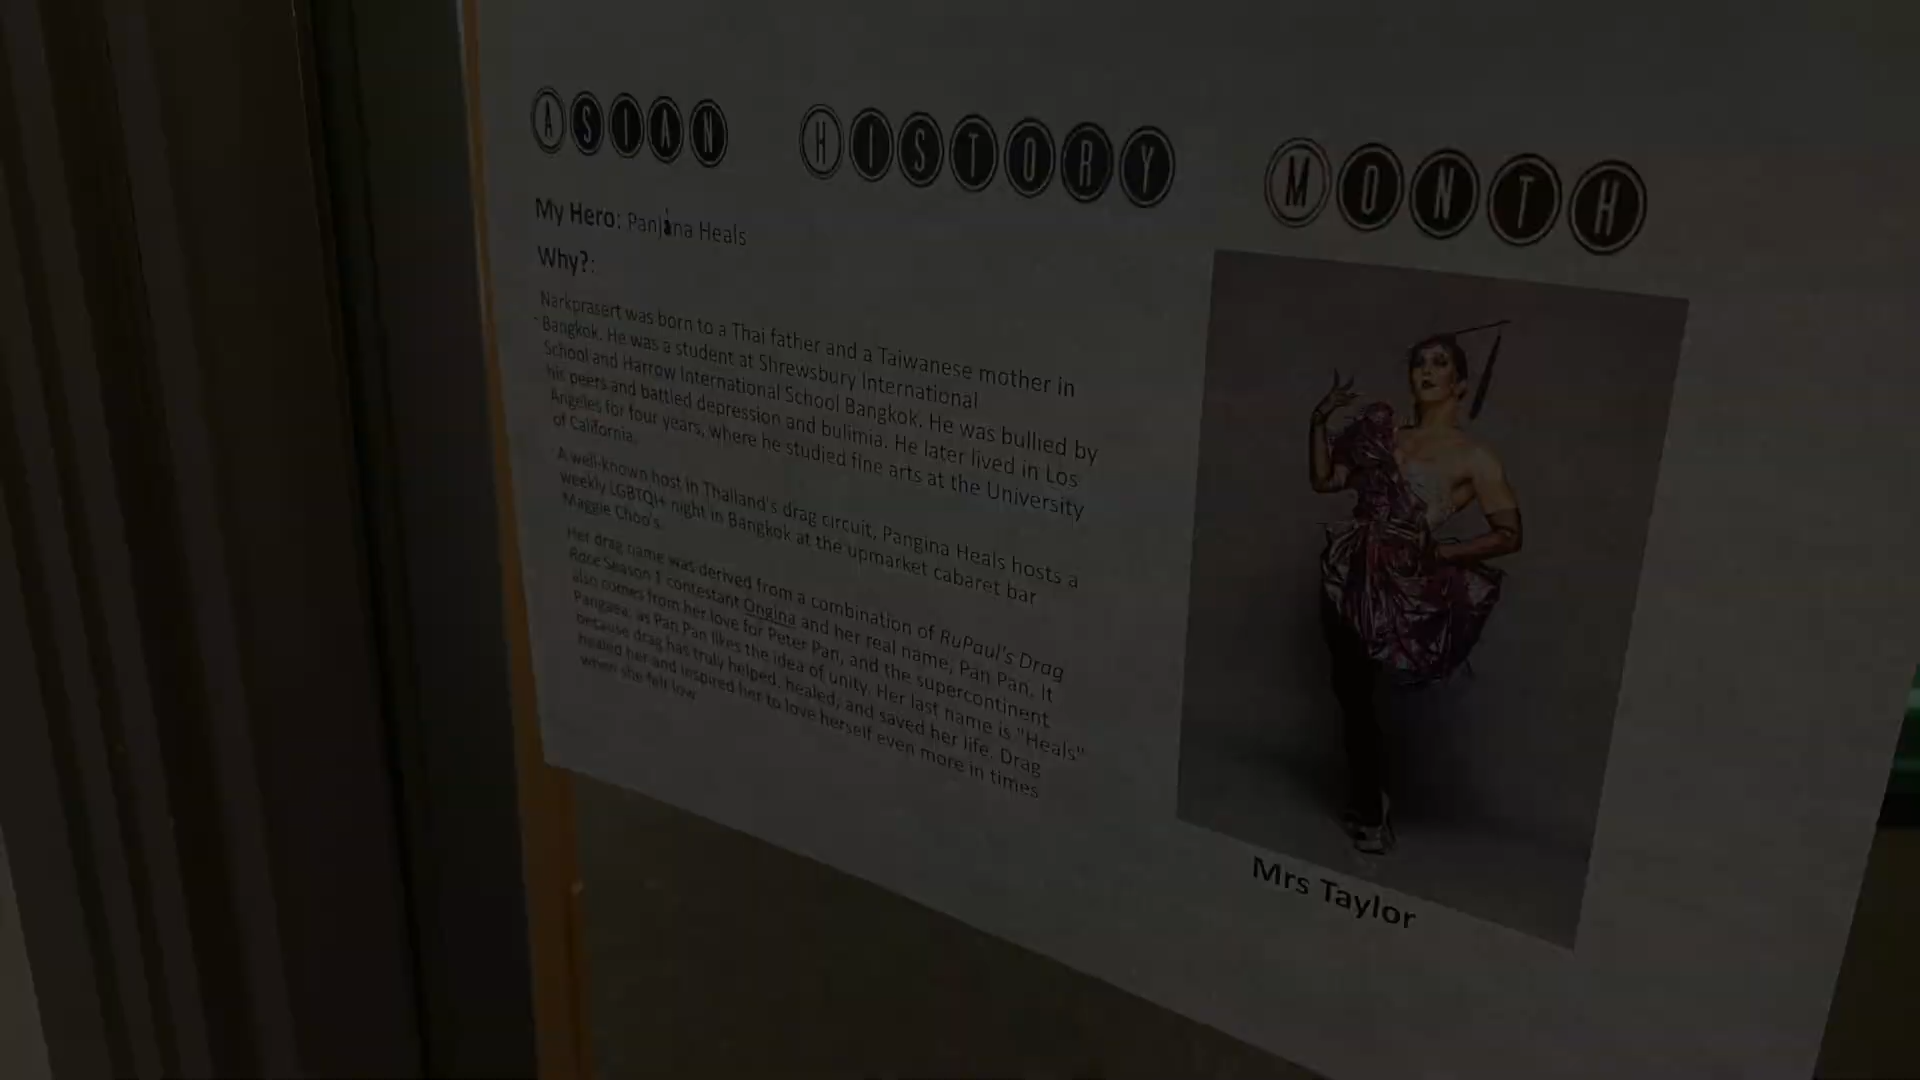 ASIAN HISTORY MONTH
My Hero: Panjana Heals
Why?:
Narkprasert was born to a Thai father and a Taiwanese mother in
Bangkok. He was a student at Shrewsbury International
School and Harrow International School Bangkok. He was bullied by
his peers and battled depression and bulimia. He later lived in Los
Angeles for four years, where he studied fine arts at the University
of California.
A well-known host in Thailand's drag circuit, Pangina Heals hosts a
weekly LGBTQI+ night in Bangkok at the upmarket cabaret bar
Maggie Choo's.
Her drag name was derived from a combination of RuPaul's Drag
Race Season 1 contestant Ongina and her real name, Pan Pan. It
also comes from her love for Peter Pan, and the supercontinent
Pangaea, as Pan Pan likes the idea of unity. Her last name is "Heals"
because drag has truly helped, healed, and saved her life. Drag
healed her and inspired her to love herself even more in times
when she felt low.
Mrs Taylor